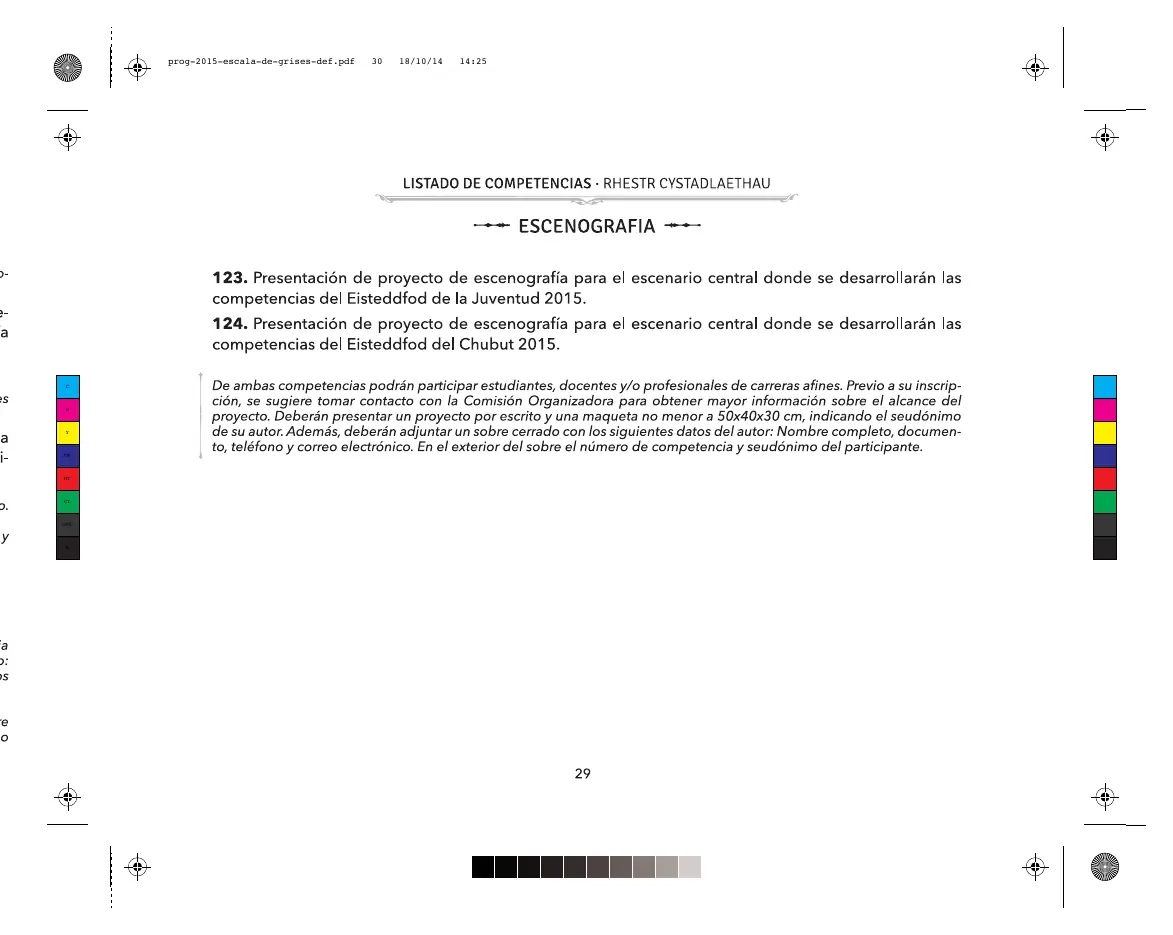 prog-2015-escala-de-grises-def.pdf 30 18/10/14 14:25
LISTADO DE COMPETENCIAS · RHESTR CYSTADLAETHAU
ESCENOGRAFIA
123. Presentación de proyecto de escenografía para el escenario central donde se desarrollarán las
competencias del Eisteddfod de la Juventud 2015.
124. Presentación de proyecto de escenografía para el escenario central donde se desarrollarán las
competencias del Eisteddfod del Chubut 2015.
De ambas competencias podrán participar estudiantes, docentes y/o profesionales de carreras afines. Previo a su inscrip-
ción, se sugiere tomar contacto con la Comisión Organizadora para obtener mayor información sobre el alcance del
proyecto. Deberán presentar un proyecto por escrito y una maqueta no menor a 50x40x30 cm, indicando el seudónimo
de su autor. Además, deberán adjuntar un sobre cerrado con los siguientes datos del autor: Nombre completo, documen-
to, teléfono y correo electrónico. En el exterior del sobre el número de competencia y seudónimo del participante.
29